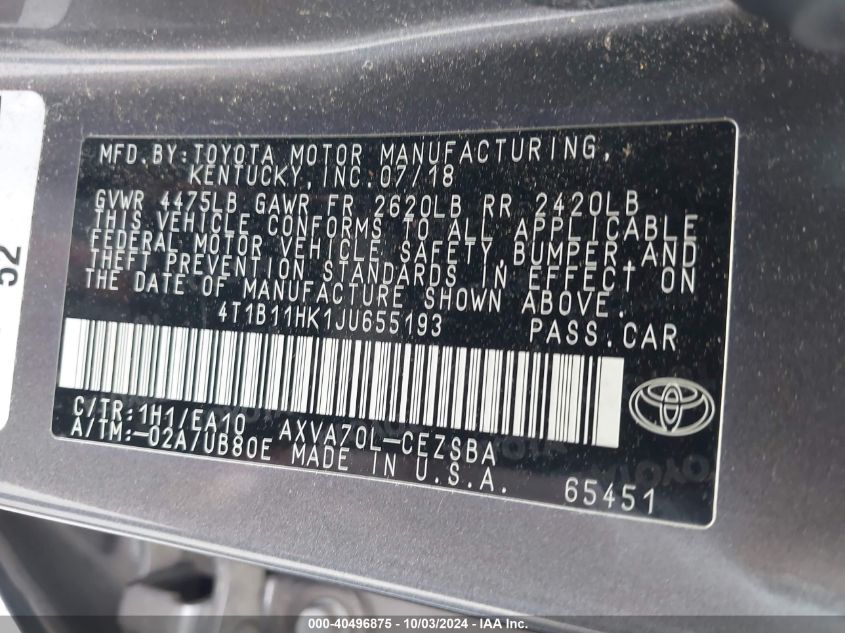 MFD.BY:TOYOTA MOTOR MANUFACTURING,
KENTUCKY, INC.07/18
GVWR 4475LB GAWR FR 2620LB RR 2420LB
THIS VEHICLE CONFORMS TO ALL APPLICABLE
FEDERAL MOTOR VEHICLE SAFETY,BUMPER,AND
THEFT PREVENTION STANDARDS IN EFFECT ON
THE DATE OF MANUFACTURE SHOWN ABOVE.
4T1B11HK1JU655193 PASS.CAR
C/TR:1H1/EA10 AXVA70L-CEZSBA
A/TM:-02A/UB80E MADE IN U.S.A.
65451
52
000-40496875 - 10/03/2024 - IAAI.com